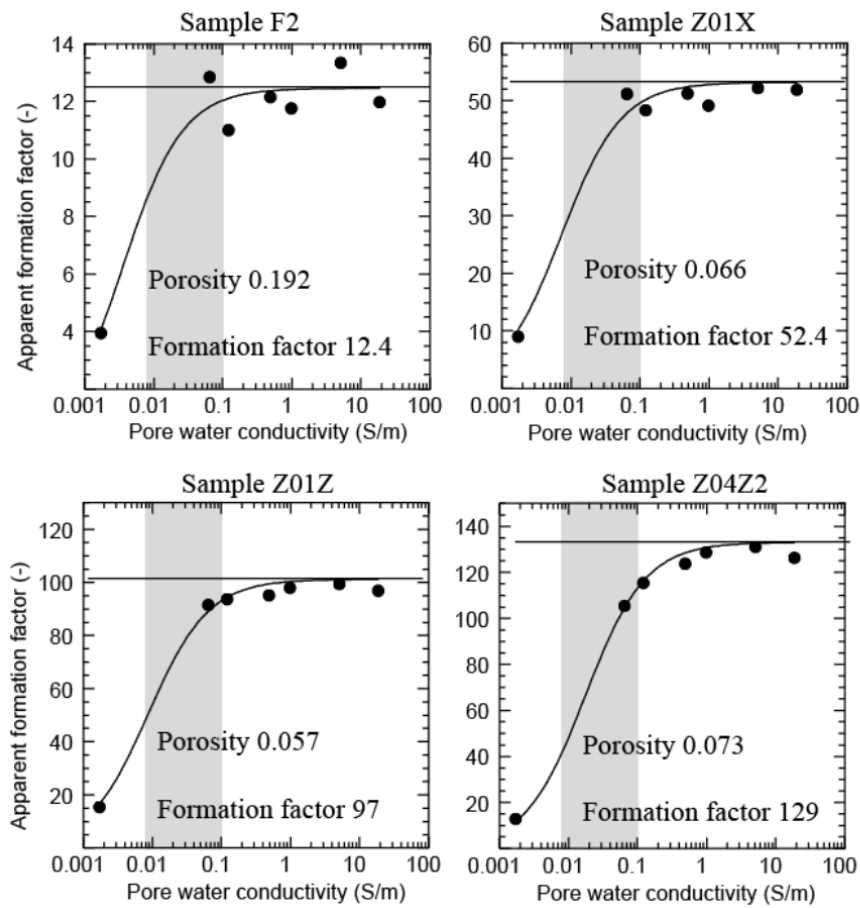 Sample F2
14
12
10
8
6
4
2
Apparent formation factor (-)
Porosity 0.192
Formation factor 12.4
0.001 0.01 0.1 1 10 100
Pore water conductivity (S/m)
Sample Z01X
60
50
40
30
20
10
0
Porosity 0.066
Formation factor 52.4
0.001 0.01 0.1 1 10 100
Pore water conductivity (S/m)
Sample Z01Z
120
100
80
60
40
20
Apparent formation factor (-)
Porosity 0.057
Formation factor 97
0.001 0.01 0.1 1 10 100
Pore water conductivity (S/m)
Sample Z04Z2
140
120
100
80
60
40
20
Porosity 0.073
Formation factor 129
0.001 0.01 0.1 1 10 100
Pore water conductivity (S/m)